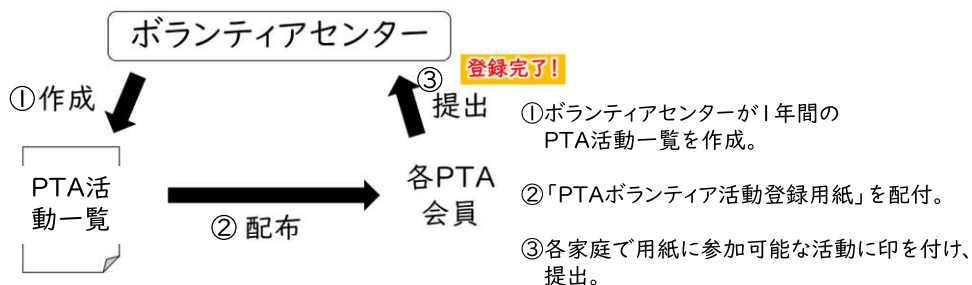 ボランティアセンター
①作成
③
登録完了!
提出
PTA活
動一覧
② 配布
各PTA
会員
①ボランティアセンターが1年間の
PTA活動一覧を作成。
②「PTAボランティア活動登録用紙」を配付。
③各家庭で用紙に参加可能な活動に印を付け、
提出。